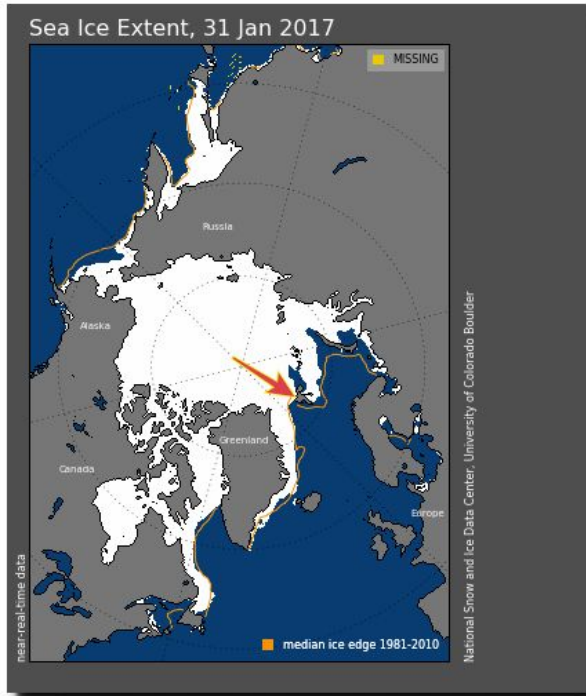 Sea Ice Extent, 31 Jan 2017
MISSING
Russia
Alaska
Greenland
Canada
Europe
near-real-time data
median ice edge 1981-2010
National Snow and Ice Data Center, University of Colorado Boulder